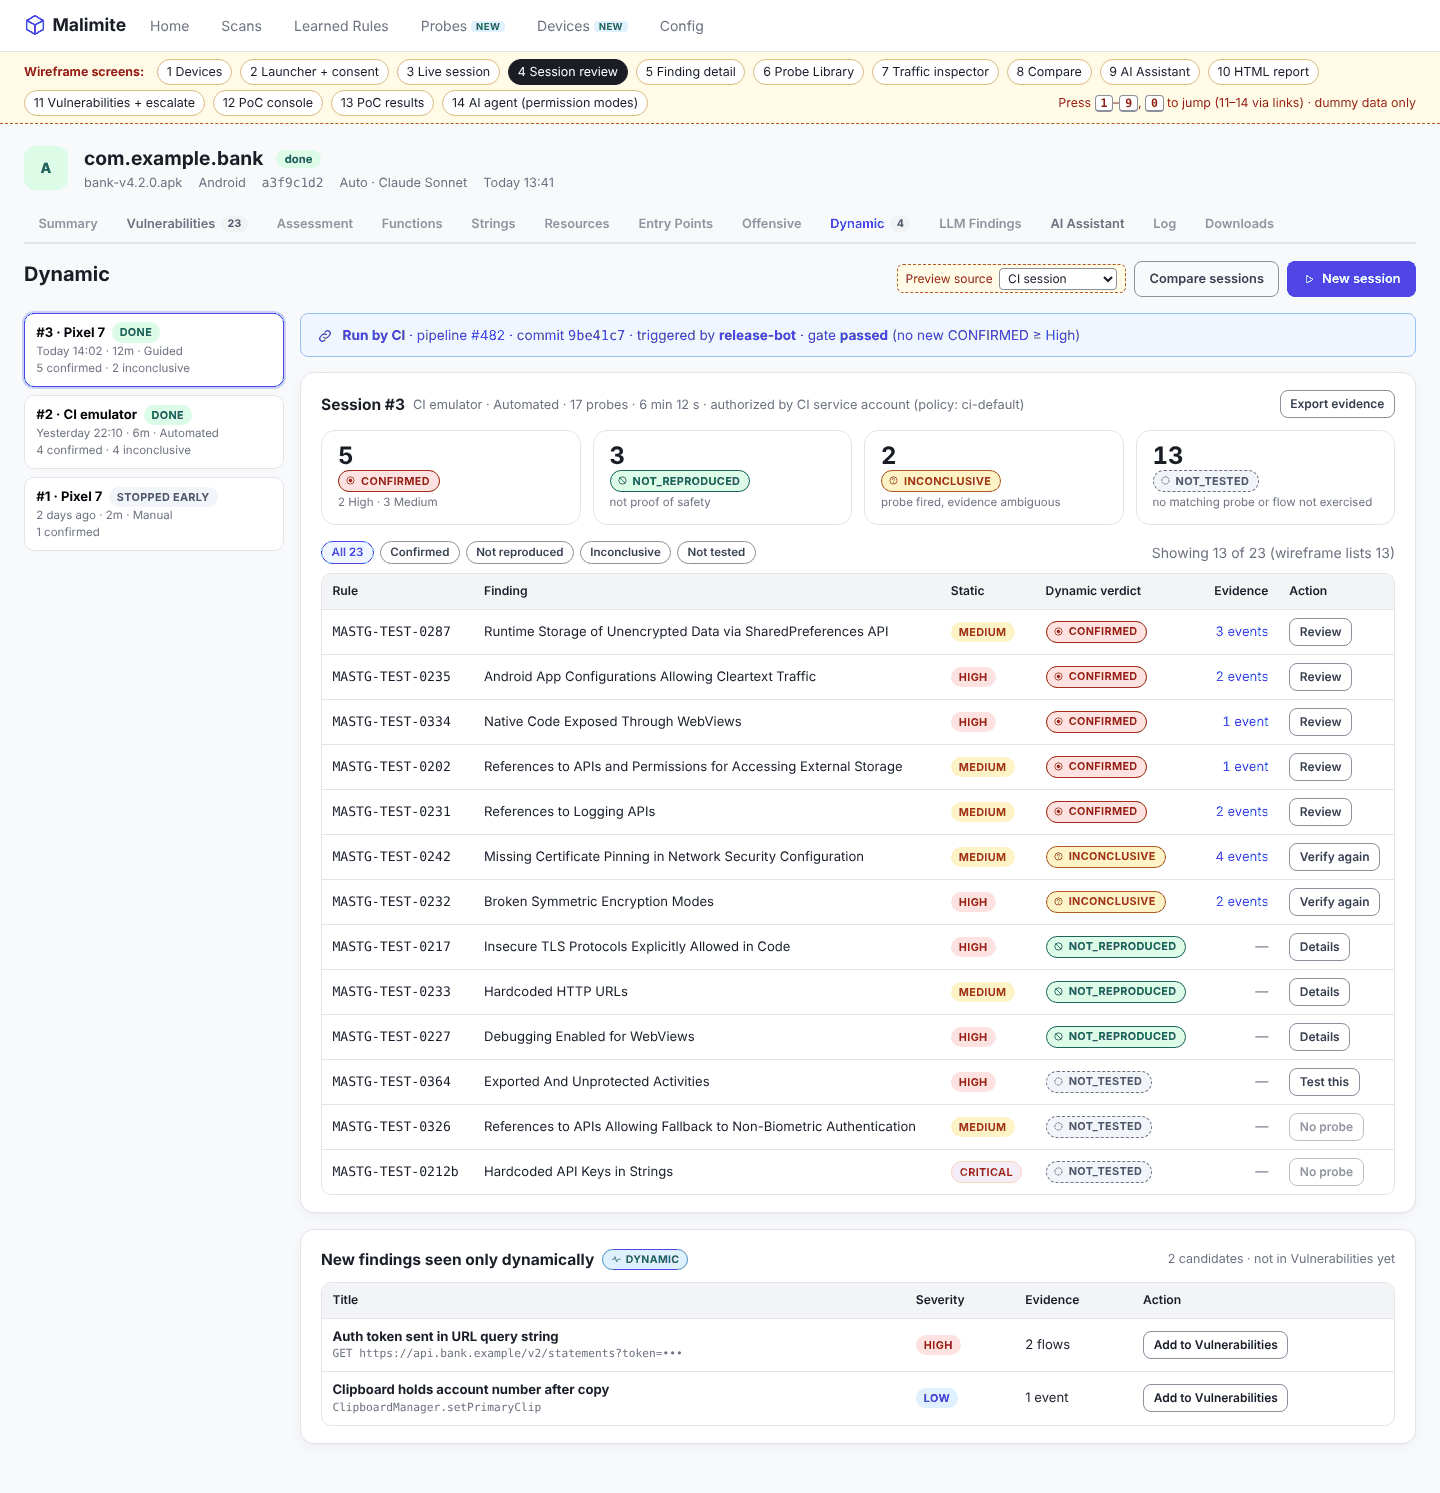 Malimite Home Scans Learned Rules Probes NEW Devices NEW Config
Wireframe screens: 1 Devices 2 Launcher + consent 3 Live session 4 Session review 5 Finding detail 6 Probe Library 7 Traffic inspector 8 Compare 9 AI Assistant 10 HTML report
11 Vulnerabilities + escalate 12 PoC console 13 PoC results 14 AI agent (permission modes) Press 1–9, 0 to jump (11–14 via links) · dummy data only
A
com.example.bank done
bank-v4.2.0.apk Android a3f9c1d2 Auto · Claude Sonnet Today 13:41
Summary Vulnerabilities 23 Assessment Functions Strings Resources Entry Points Offensive Dynamic 4 LLM Findings AI Assistant Log Downloads
Dynamic Preview source CI session Compare sessions New session
#3 · Pixel 7 DONE
Today 14:02 · 12m · Guided
5 confirmed · 2 inconclusive
#2 · CI emulator DONE
Yesterday 22:10 · 6m · Automated
4 confirmed · 4 inconclusive
#1 · Pixel 7 STOPPED EARLY
2 days ago · 2m · Manual
1 confirmed
Run by CI · pipeline #482 · commit 9be41c7 · triggered by release-bot · gate passed (no new CONFIRMED ≥ High)
Session #3 CI emulator · Automated · 17 probes · 6 min 12 s · authorized by CI service account (policy: ci-default) Export evidence
5
CONFIRMED
2 High · 3 Medium
3
NOT_REPRODUCED
not proof of safety
2
INCONCLUSIVE
probe fired, evidence ambiguous
13
NOT_TESTED
no matching probe or flow not exercised
All 23 Confirmed Not reproduced Inconclusive Not tested Showing 13 of 23 (wireframe lists 13)
Rule Finding Static Dynamic verdict Evidence Action
MASTG-TEST-0287 Runtime Storage of Unencrypted Data via SharedPreferences API MEDIUM CONFIRMED 3 events Review
MASTG-TEST-0235 Android App Configurations Allowing Cleartext Traffic HIGH CONFIRMED 2 events Review
MASTG-TEST-0334 Native Code Exposed Through WebViews HIGH CONFIRMED 1 event Review
MASTG-TEST-0202 References to APIs and Permissions for Accessing External Storage MEDIUM CONFIRMED 1 event Review
MASTG-TEST-0231 References to Logging APIs MEDIUM CONFIRMED 2 events Review
MASTG-TEST-0242 Missing Certificate Pinning in Network Security Configuration MEDIUM INCONCLUSIVE 4 events Verify again
MASTG-TEST-0232 Broken Symmetric Encryption Modes HIGH INCONCLUSIVE 2 events Verify again
MASTG-TEST-0217 Insecure TLS Protocols Explicitly Allowed in Code HIGH NOT_REPRODUCED — Details
MASTG-TEST-0233 Hardcoded HTTP URLs MEDIUM NOT_REPRODUCED — Details
MASTG-TEST-0227 Debugging Enabled for WebViews HIGH NOT_REPRODUCED — Details
MASTG-TEST-0364 Exported And Unprotected Activities HIGH NOT_TESTED — Test this
MASTG-TEST-0326 References to APIs Allowing Fallback to Non-Biometric Authentication MEDIUM NOT_TESTED — No probe
MASTG-TEST-0212b Hardcoded API Keys in Strings CRITICAL NOT_TESTED — No probe
New findings seen only dynamically DYNAMIC 2 candidates · not in Vulnerabilities yet
Title Severity Evidence Action
Auth token sent in URL query string HIGH 2 flows Add to Vulnerabilities
GET https://api.bank.example/v2/statements?token=•••
Clipboard holds account number after copy LOW 1 event Add to Vulnerabilities
ClipboardManager.setPrimaryClip